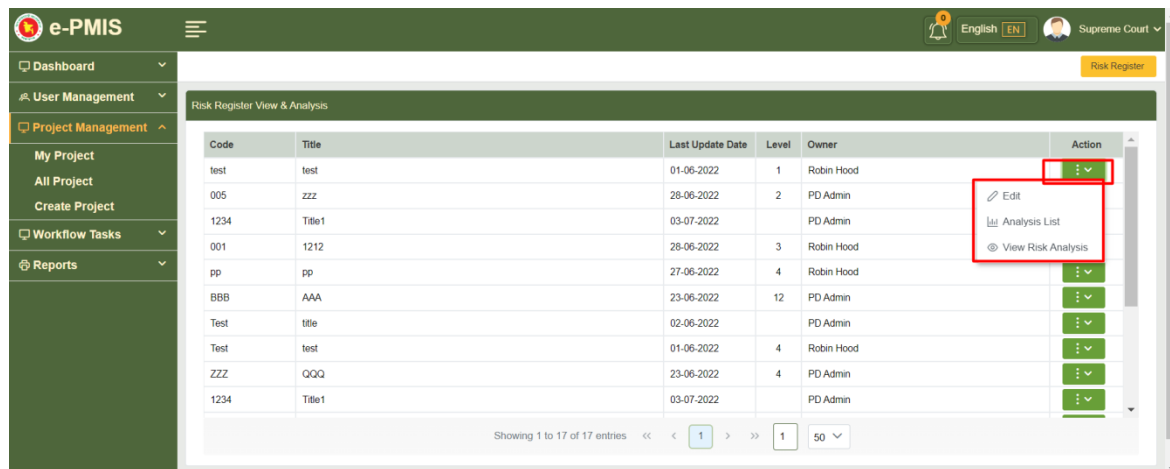 e-PMIS
0
English EN
Supreme Court
Dashboard
Risk Register
User Management
Risk Register View & Analysis
Project Management
My Project
All Project
Create Project
Workflow Tasks
Reports
Code Title Last Update Date Level Owner Action
test test 01-06-2022 1 Robin Hood
005 zzz 28-06-2022 2 PD Admin
1234 Title1 03-07-2022 PD Admin
001 1212 28-06-2022 3 Robin Hood
pp pp 27-06-2022 4 Robin Hood
BBB AAA 23-06-2022 12 PD Admin
Test title 02-06-2022 PD Admin
Test test 01-06-2022 4 Robin Hood
ZZZ QQQ 23-06-2022 4 PD Admin
1234 Title1 03-07-2022 PD Admin
Edit
Analysis List
View Risk Analysis
Showing 1 to 17 of 17 entries << < 1 > >> 1 50